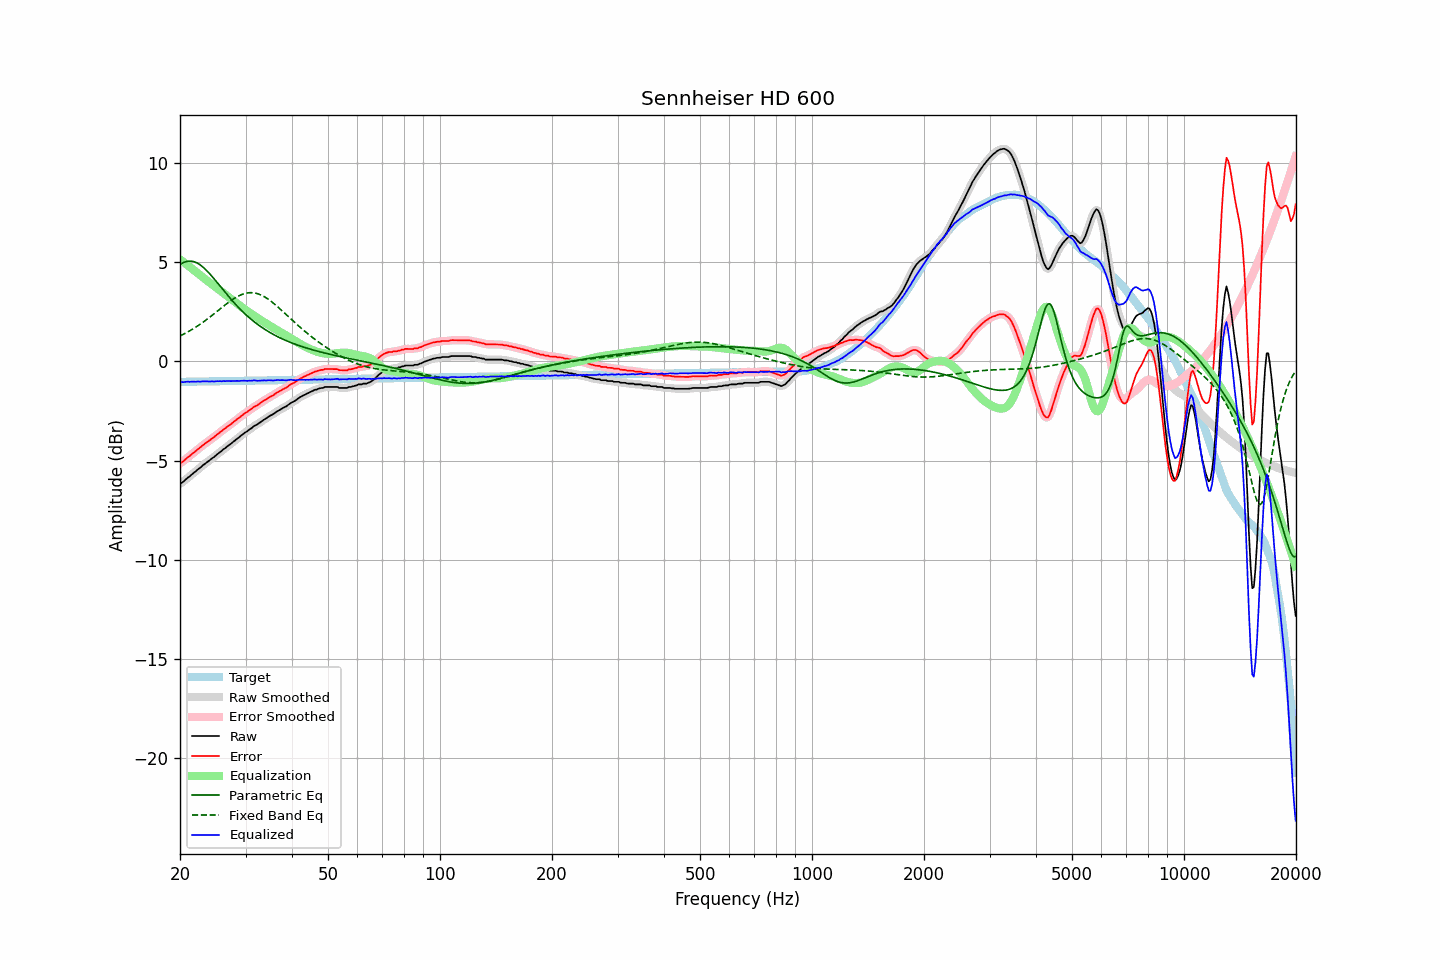 Sennheiser HD 600
Amplitude (dBr)
10
5
0
−5
−10
−15
−20
Target
Raw Smoothed
Error Smoothed
Raw
Error
Equalization
Parametric Eq
Fixed Band Eq
Equalized
20
50
100
200
500
1000
2000
5000
10000
20000
Frequency (Hz)